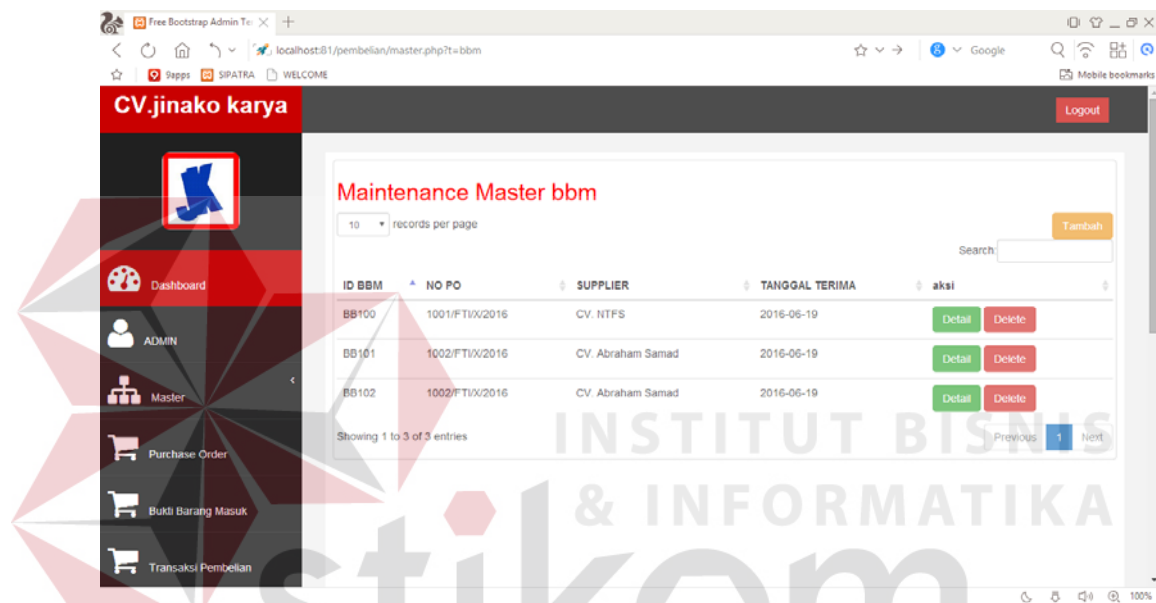 Free Bootstrap Admin Te
localhost:81/pembelian/master.php?t=bbm
Google
9apps
SIPATRA
WELCOME
Mobile bookmarks
CV.jinako karya
Logout
Maintenance Master bbm
10 records per page
Tambah
Search:
ID BBM NO PO SUPPLIER TANGGAL TERIMA aksi
BB100 1001/FTI/X/2016 CV. NTFS 2016-06-19 Detail Delete
BB101 1002/FTI/X/2016 CV. Abraham Samad 2016-06-19 Detail Delete
BB102 1002/FTI/X/2016 CV. Abraham Samad 2016-06-19 Detail Delete
Showing 1 to 3 of 3 entries
Previous 1 Next
Dashboard
ADMIN
Master
Purchase Order
Bukti Barang Masuk
Transaksi Pembelian
INSTITUT BISNIS
& INFORMATIKA
stikom
100%